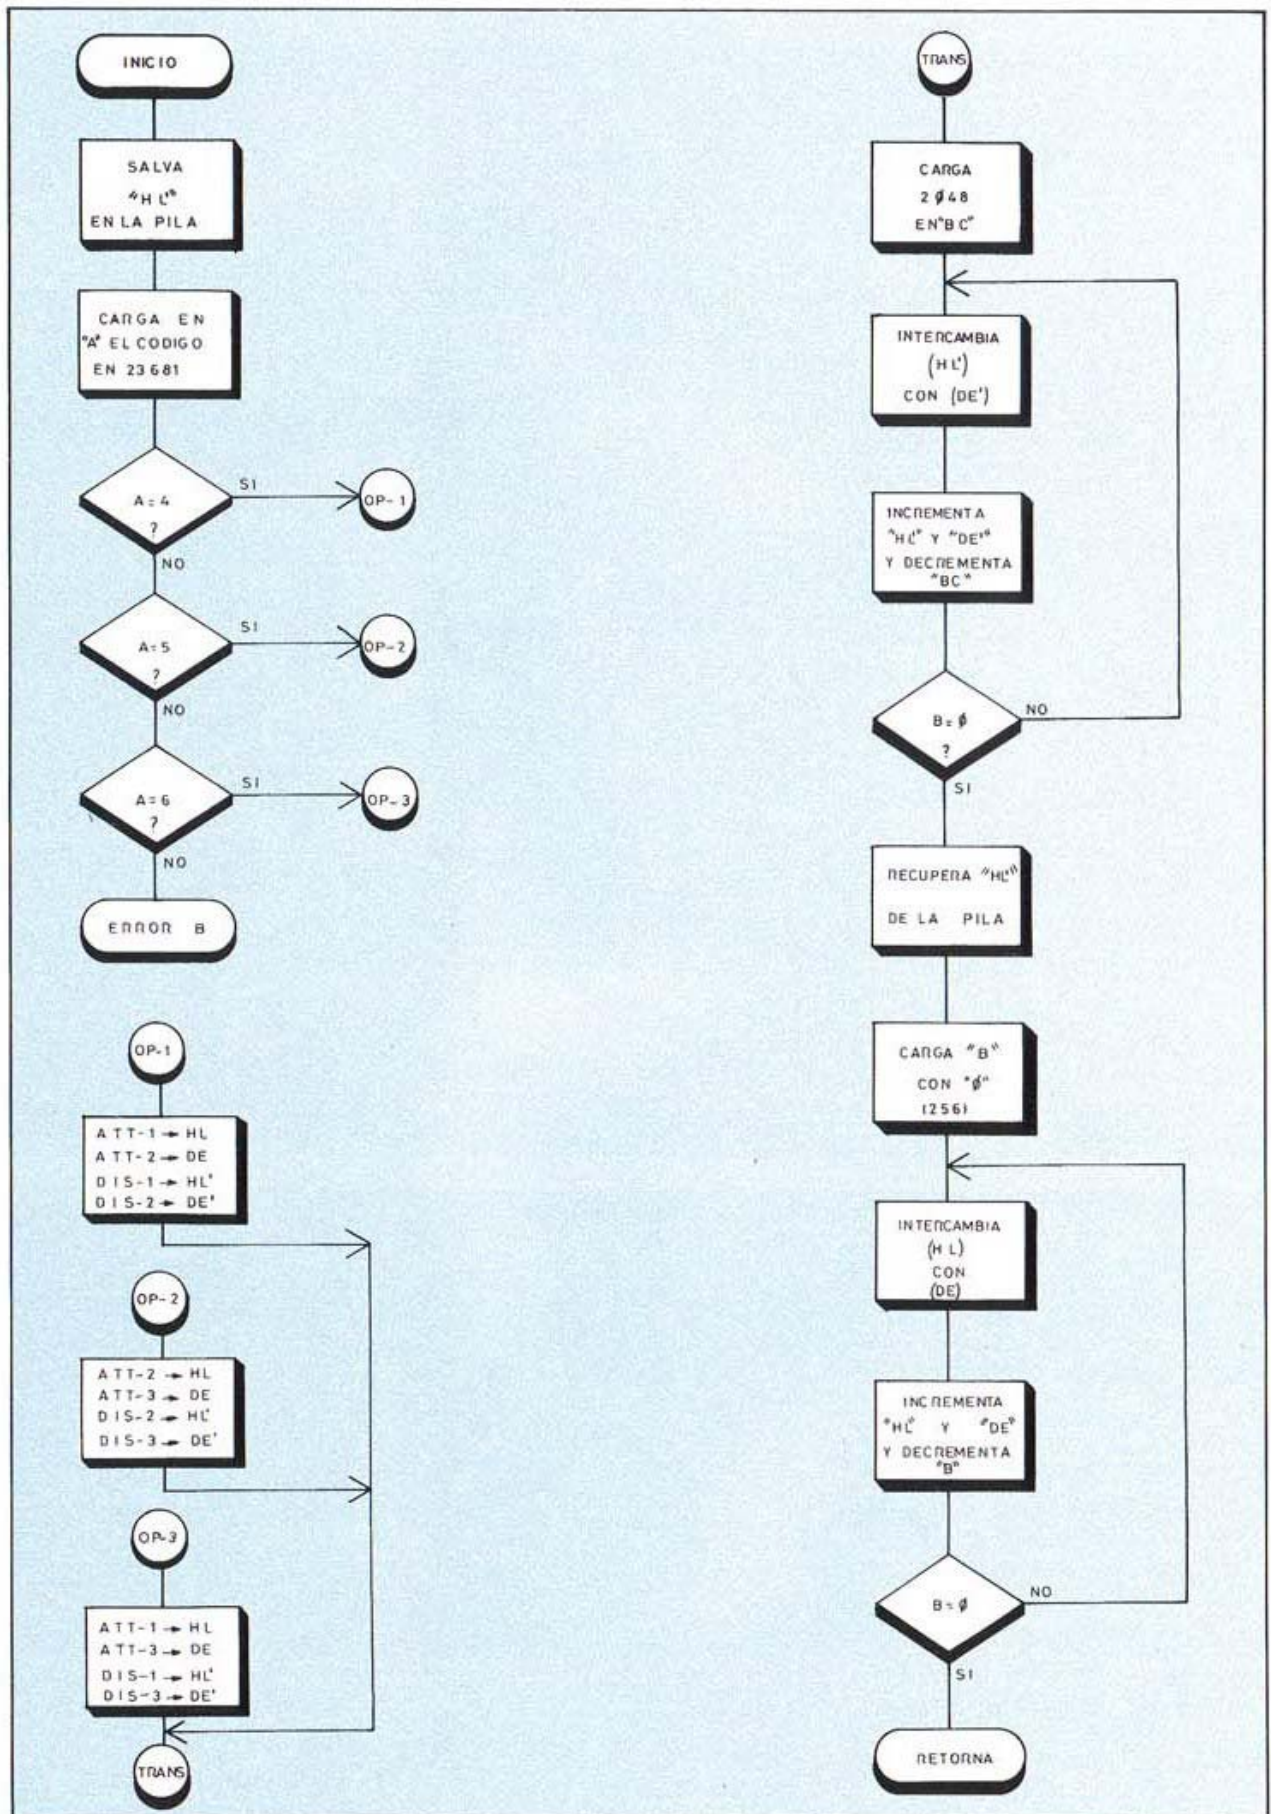 INICIO
SALVA
"HL'"
EN LA PILA
CARGA EN
"A" EL CODIGO
EN 23681
A=4
?
SI
OP-1
NO
A=5
?
SI
OP-2
NO
A=6
?
SI
OP-3
NO
ERROR B
OP-1
ATT-1→HL
ATT-2→DE
DIS-1→HL'
DIS-2→DE'
OP-2
ATT-2→HL
ATT-3→DE
DIS-2→HL'
DIS-3→DE'
OP-3
ATT-1→HL
ATT-3→DE
DIS-1→HL'
DIS-3→DE'
TRANS
TRANS
CARGA
2Ø48
EN "BC"
INTERCAMBIA
(HL')
CON (DE')
INCREMENTA
"HL'" Y "DE'"
Y DECREMENTA
"BC"
B=Ø
?
NO
SI
RECUPERA "HL'"
DE LA PILA
CARGA "B"
CON "Ø"
(256)
INTERCAMBIA
(HL)
CON
(DE)
INCREMENTA
"HL" Y "DE"
Y DECREMENTA
"B"
B=Ø
NO
SI
RETORNA